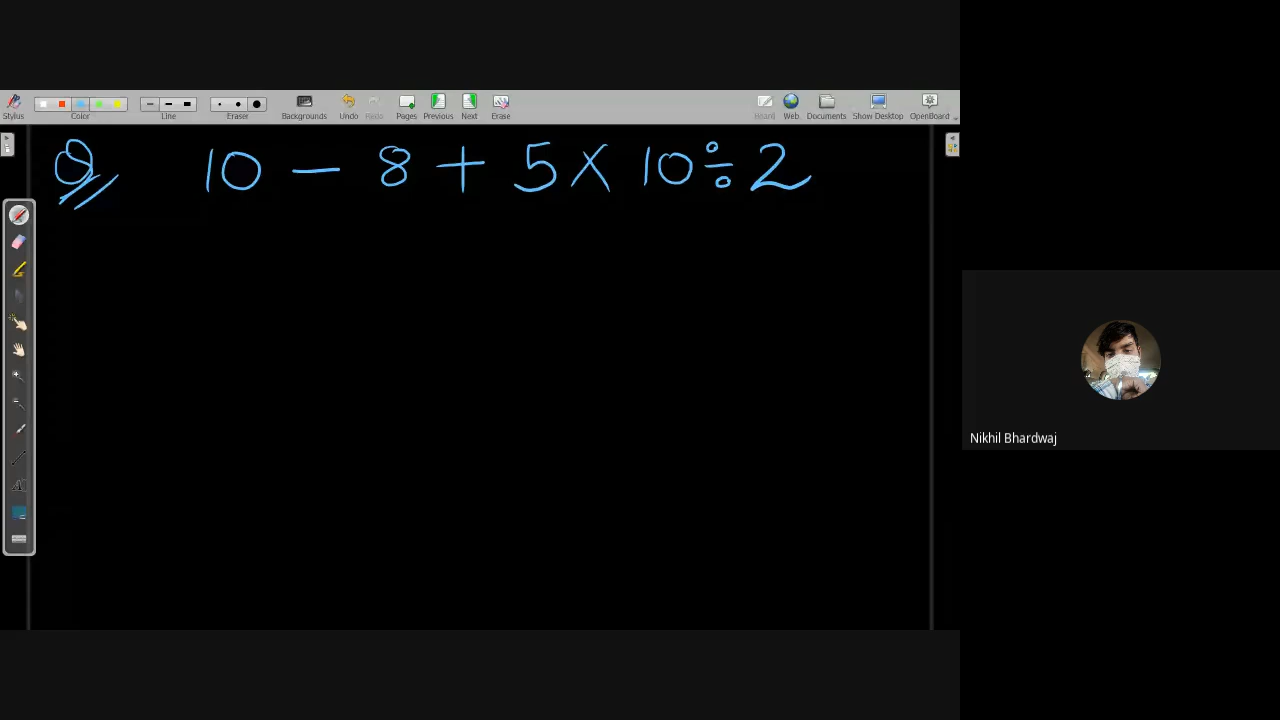 Stylus Color Line Eraser Backgrounds Undo Redo Pages Previous Next Erase Board Web Documents Show Desktop OpenBoard
Q 10 - 8 + 5 X 10 ÷ 2
Nikhil Bhardwaj